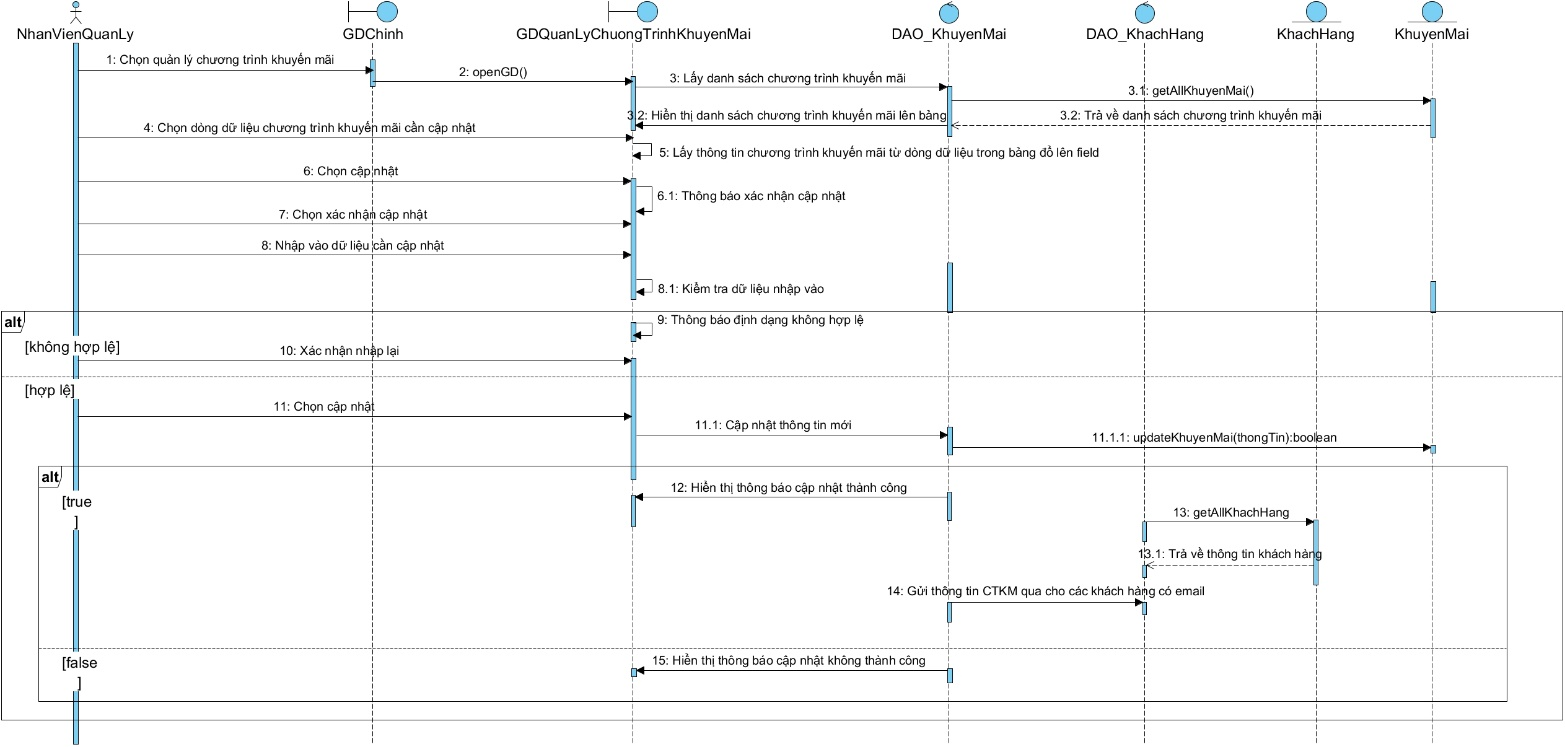 NhanVienQuanLy
GDChinh
GDQuanLyChuongTrinhKhuyenMai
DAO_KhuyenMai
DAO_KhachHang
KhachHang
KhuyenMai
1: Chọn quản lý chương trình khuyến mãi
2: openGD()
3: Lấy danh sách chương trình khuyến mãi
3.1: getAllKhuyenMai()
3.2: Hiển thị danh sách chương trình khuyến mãi lên bảng
3.2: Trả về danh sách chương trình khuyến mãi
4: Chọn dòng dữ liệu chương trình khuyến mãi cần cập nhật
5: Lấy thông tin chương trình khuyến mãi từ dòng dữ liệu trong bảng đổ lên field
6: Chọn cập nhật
6.1: Thông báo xác nhận cập nhật
7: Chọn xác nhận cập nhật
8: Nhập vào dữ liệu cần cập nhật
8.1: Kiểm tra dữ liệu nhập vào
alt
9: Thông báo định dạng không hợp lệ
[không hợp lệ]
10: Xác nhận nhập lại
[hợp lệ]
11: Chọn cập nhật
11.1: Cập nhật thông tin mới
11.1.1: updateKhuyenMai(thongTin):boolean
alt
[true
]
12: Hiển thị thông báo cập nhật thành công
13: getAllKhachHang
13.1: Trả về thông tin khách hàng
14: Gửi thông tin CTKM qua cho các khách hàng có email
[false
]
15: Hiển thị thông báo cập nhật không thành công